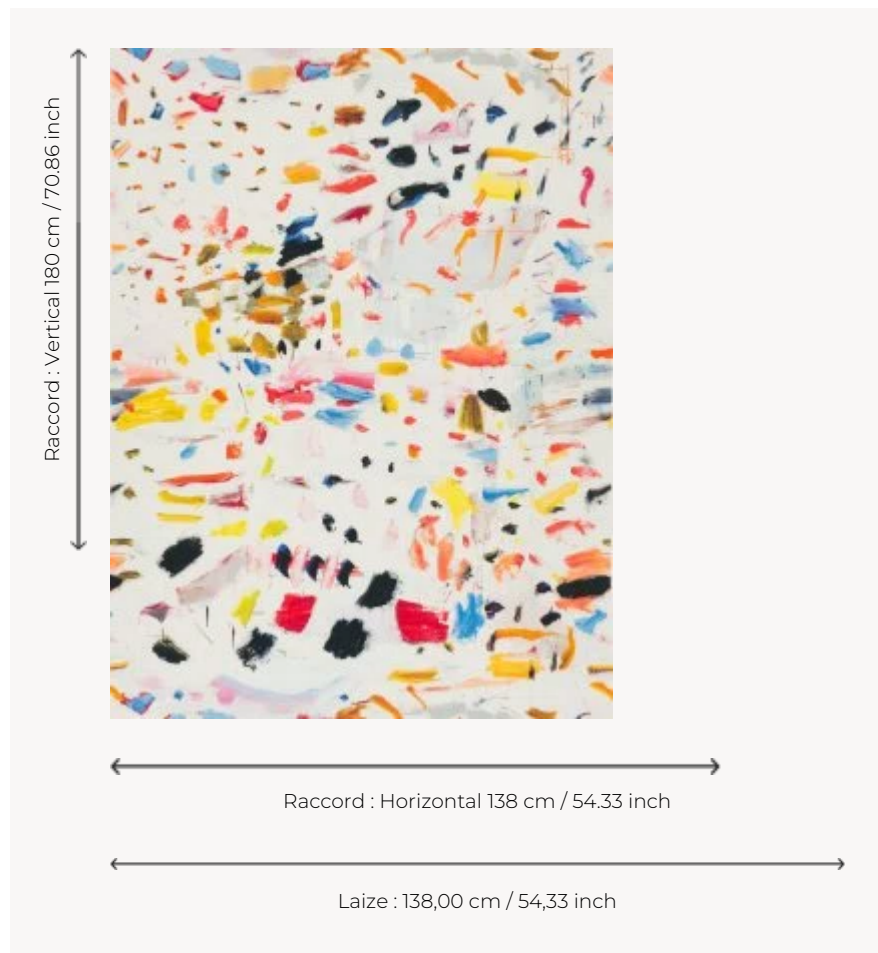 Raccord : Vertical 180 cm / 70.86 inch
Raccord : Horizontal 138 cm / 54.33 inch
Laize : 138,00 cm / 54,33 inch